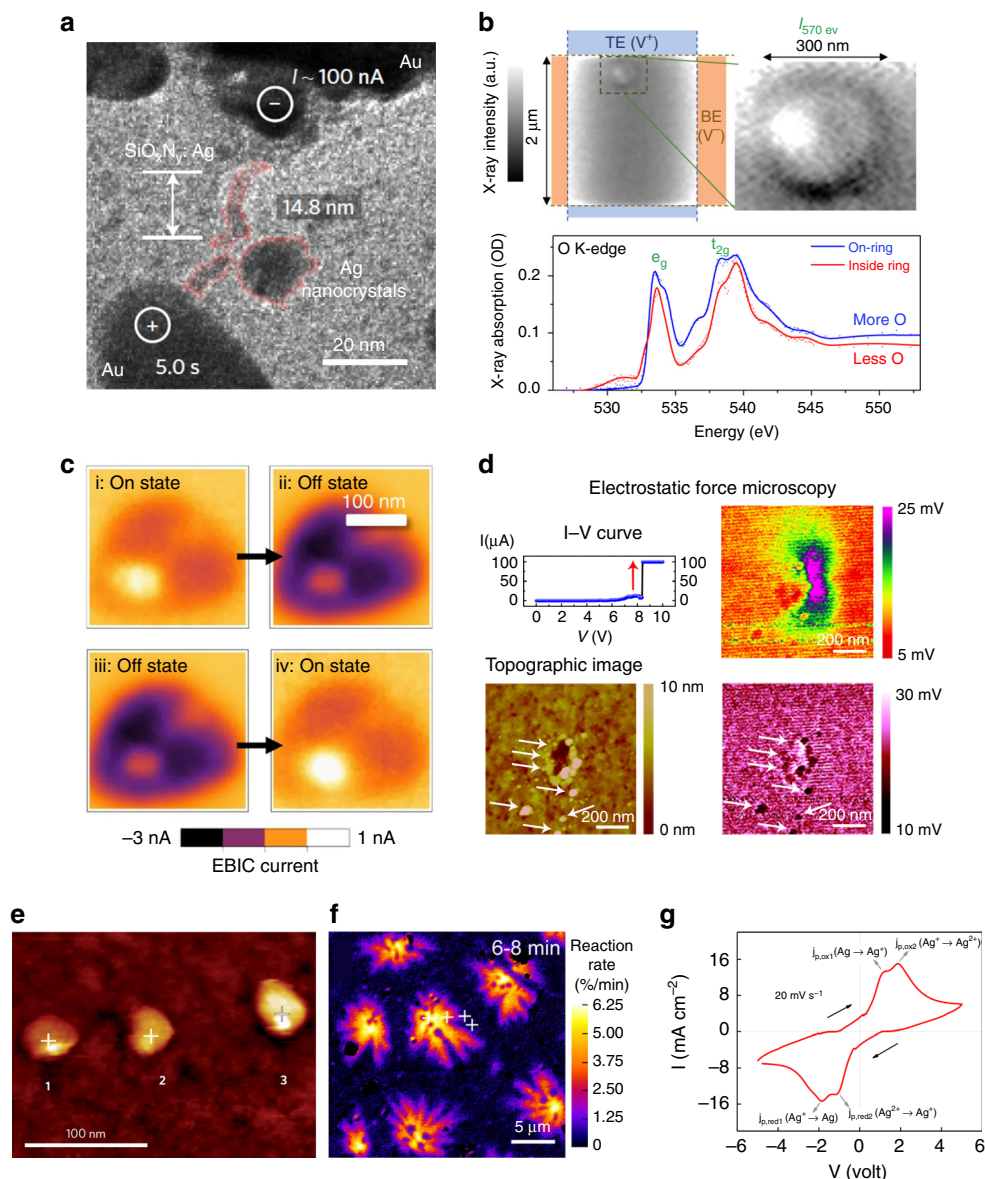 a
I ~ 100 nA
Au
−
SiOxNy: Ag
14.8 nm
Ag
nanocrystals
+
Au
5.0 s
20 nm
b
I570 ev
300 nm
TE (V+)
X-ray intensity (a.u.)
2 μm
BE
(V−)
O K-edge
eg
t2g
On-ring
Inside ring
More O
Less O
X-ray absorption (OD)
0.2
0.1
0.0
530 535 540 545 550
Energy (eV)
c
i: On state
ii: Off state
100 nm
iii: Off state
iv: On state
−3 nA
1 nA
EBIC current
d
Electrostatic force microscopy
I–V curve
I(μA)
100
50
0
100
50
0
0 2 4 6 8 10
V (V)
25 mV
5 mV
200 nm
Topographic image
10 nm
0 nm
200 nm
30 mV
10 mV
200 nm
e
1
2
3
100 nm
f
6-8 min
5 μm
Reaction
rate
(%/min)
6.25
5.00
3.75
2.50
1.25
0
g
jp,ox1(Ag → Ag+)
jp,ox2(Ag+ → Ag2+)
20 mV s−1
jp,red1(Ag+ → Ag)
jp,red2(Ag2+ → Ag+)
I (mA cm−2)
16
8
0
−8
−16
−6 −4 −2 0 2 4 6
V (volt)